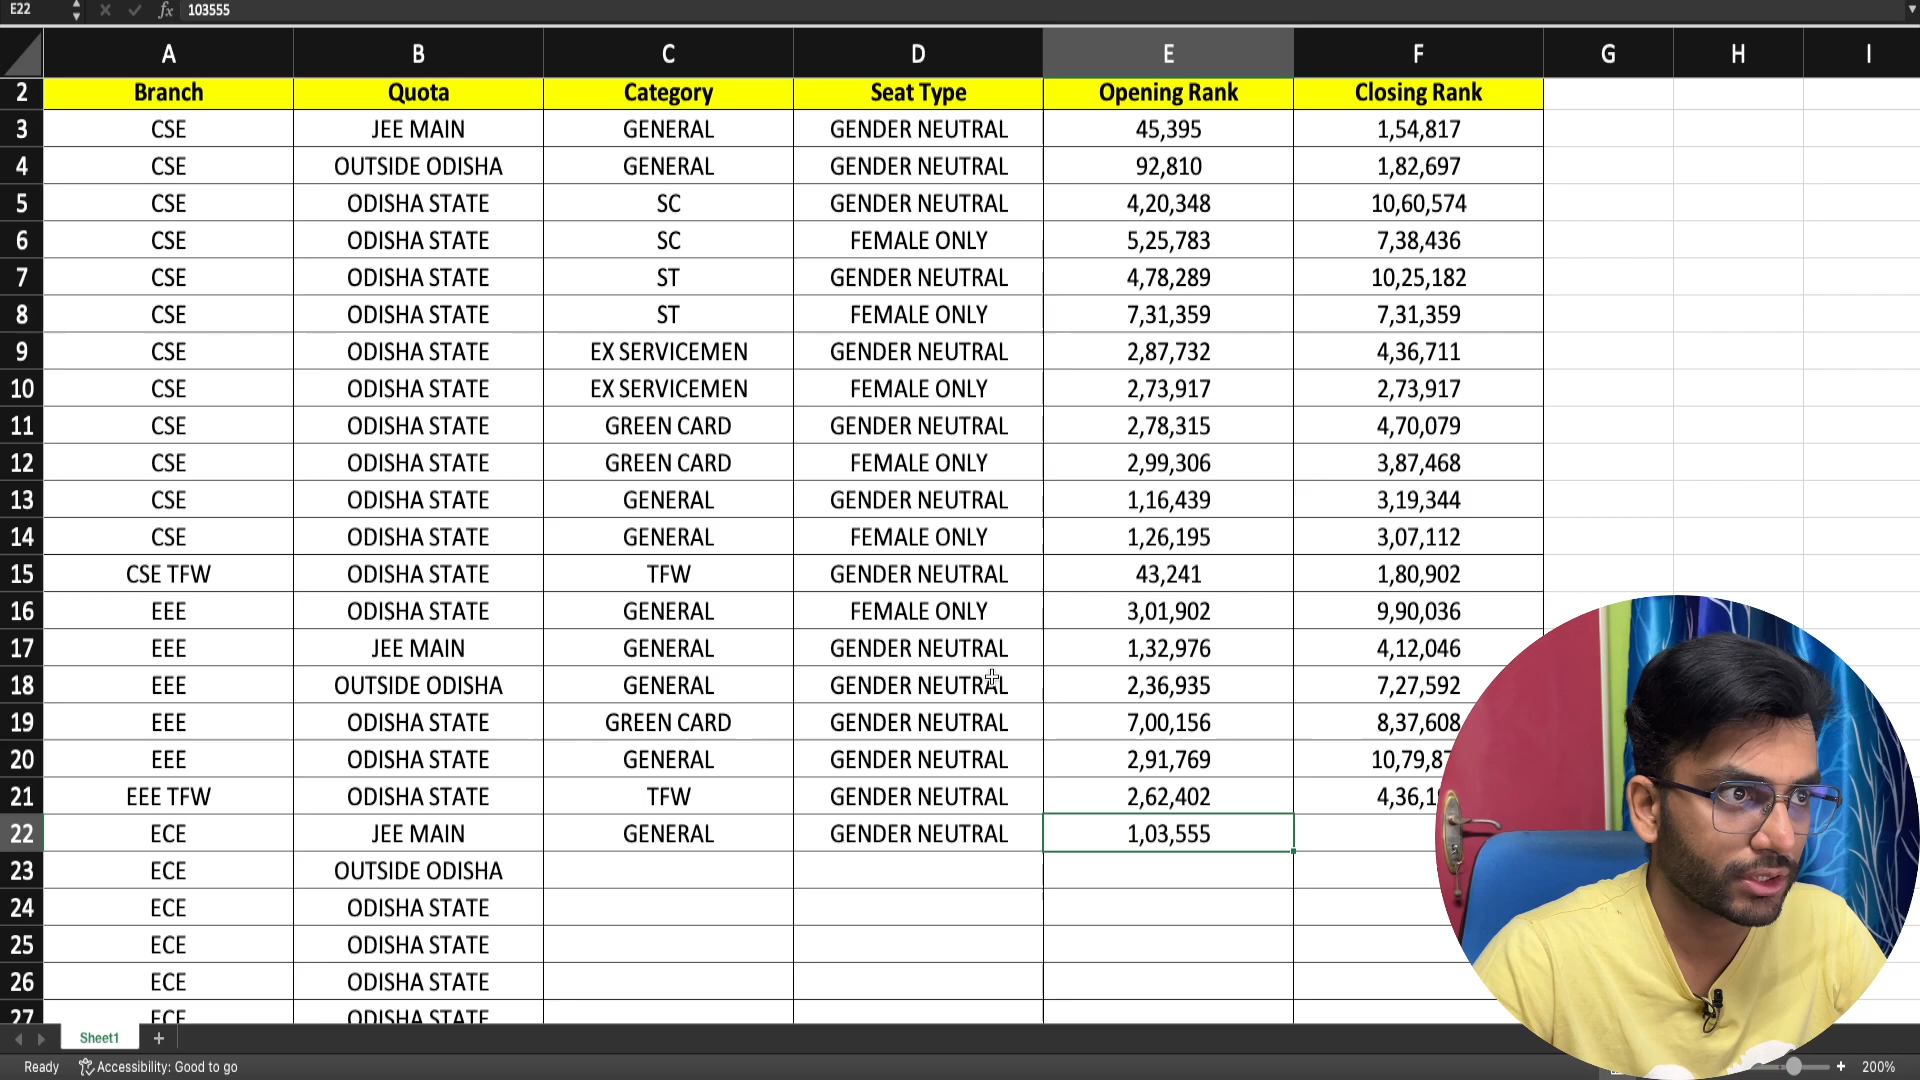 E22 fx 103555
A B C D E F G H I
2 Branch Quota Category Seat Type Opening Rank Closing Rank
3 CSE JEE MAIN GENERAL GENDER NEUTRAL 45,395 1,54,817
4 CSE OUTSIDE ODISHA GENERAL GENDER NEUTRAL 92,810 1,82,697
5 CSE ODISHA STATE SC GENDER NEUTRAL 4,20,348 10,60,574
6 CSE ODISHA STATE SC FEMALE ONLY 5,25,783 7,38,436
7 CSE ODISHA STATE ST GENDER NEUTRAL 4,78,289 10,25,182
8 CSE ODISHA STATE ST FEMALE ONLY 7,31,359 7,31,359
9 CSE ODISHA STATE EX SERVICEMEN GENDER NEUTRAL 2,87,732 4,36,711
10 CSE ODISHA STATE EX SERVICEMEN FEMALE ONLY 2,73,917 2,73,917
11 CSE ODISHA STATE GREEN CARD GENDER NEUTRAL 2,78,315 4,70,079
12 CSE ODISHA STATE GREEN CARD FEMALE ONLY 2,99,306 3,87,468
13 CSE ODISHA STATE GENERAL GENDER NEUTRAL 1,16,439 3,19,344
14 CSE ODISHA STATE GENERAL FEMALE ONLY 1,26,195 3,07,112
15 CSE TFW ODISHA STATE TFW GENDER NEUTRAL 43,241 1,80,902
16 EEE ODISHA STATE GENERAL FEMALE ONLY 3,01,902 9,90,036
17 EEE JEE MAIN GENERAL GENDER NEUTRAL 1,32,976 4,12,046
18 EEE OUTSIDE ODISHA GENERAL GENDER NEUTRAL 2,36,935 7,27,592
19 EEE ODISHA STATE GREEN CARD GENDER NEUTRAL 7,00,156 8,37,608
20 EEE ODISHA STATE GENERAL GENDER NEUTRAL 2,91,769
21 EEE TFW ODISHA STATE TFW GENDER NEUTRAL 2,62,402
22 ECE JEE MAIN GENERAL GENDER NEUTRAL 1,03,555
23 ECE OUTSIDE ODISHA
24 ECE ODISHA STATE
25 ECE ODISHA STATE
26 ECE ODISHA STATE
27 ECE ODISHA STATE
Sheet1 +
Ready Accessibility: Good to go + 200%